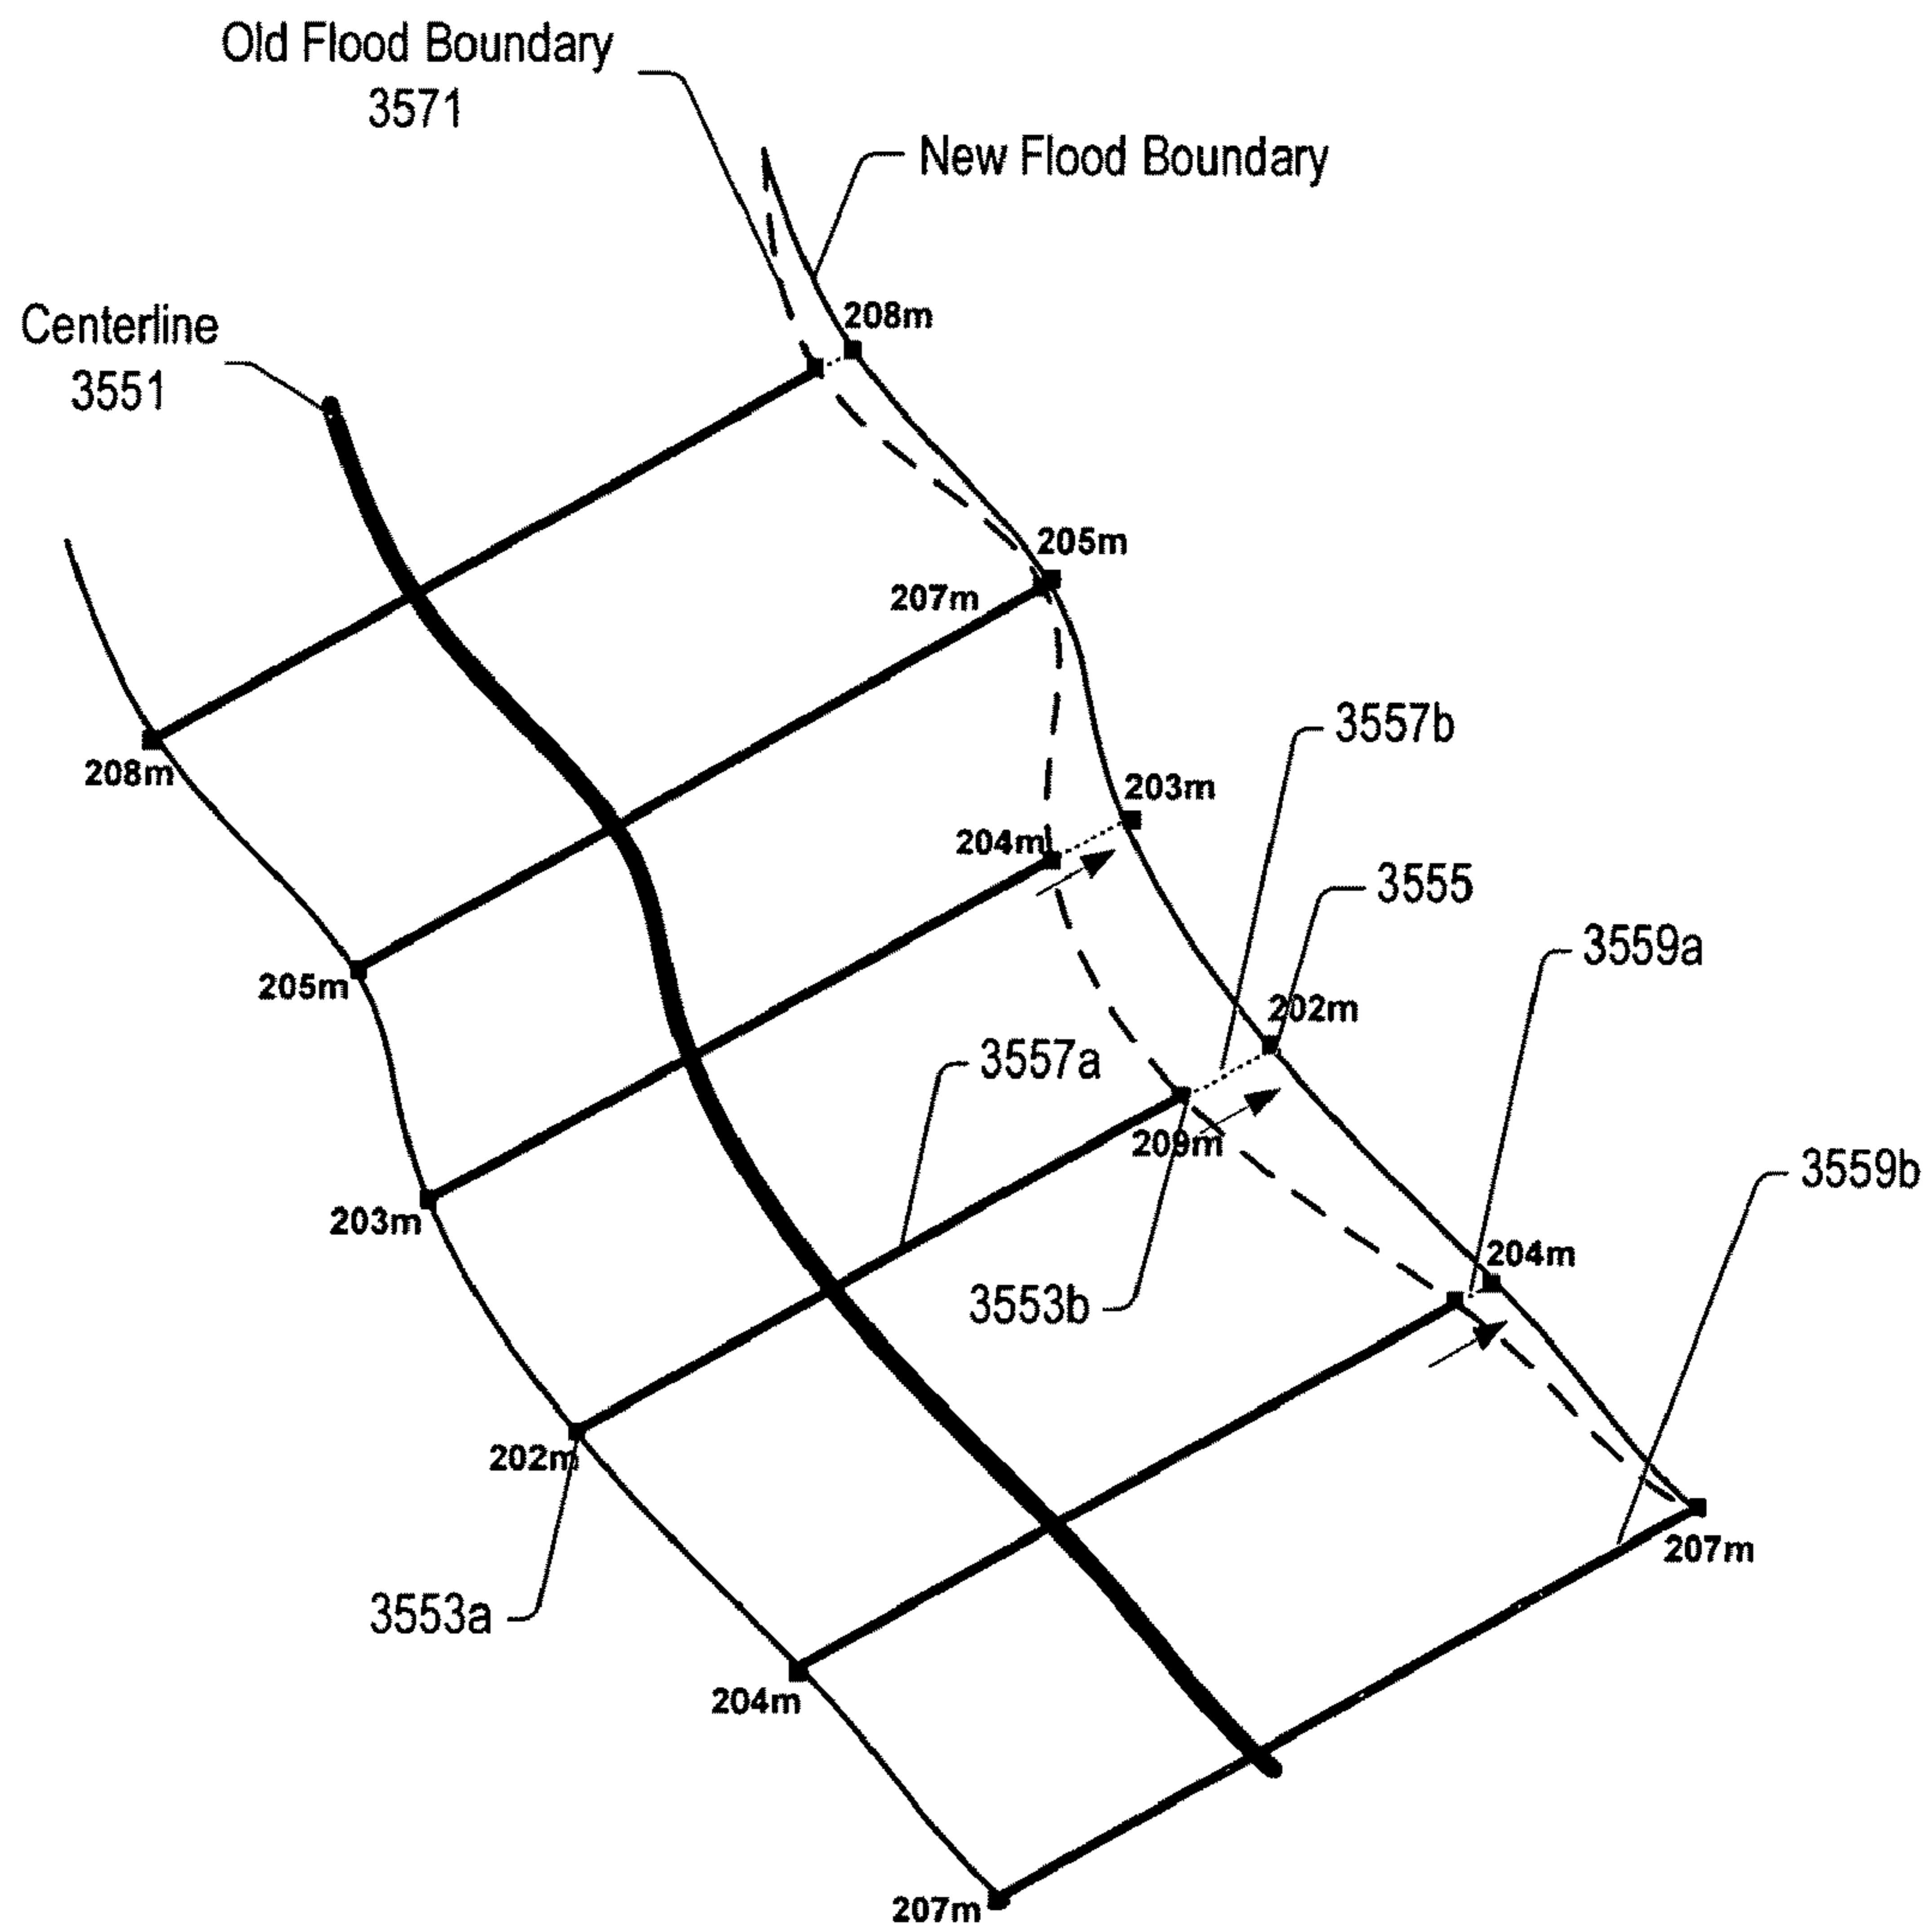 Old Flood Boundary
3571
New Flood Boundary
Centerline
3551
208m
205m
207m
208m
3557b
203m
204m
3555
3559a
205m
202m
3557a
209m
3559b
203m
204m
3553b
202m
207m
3553a
204m
207m